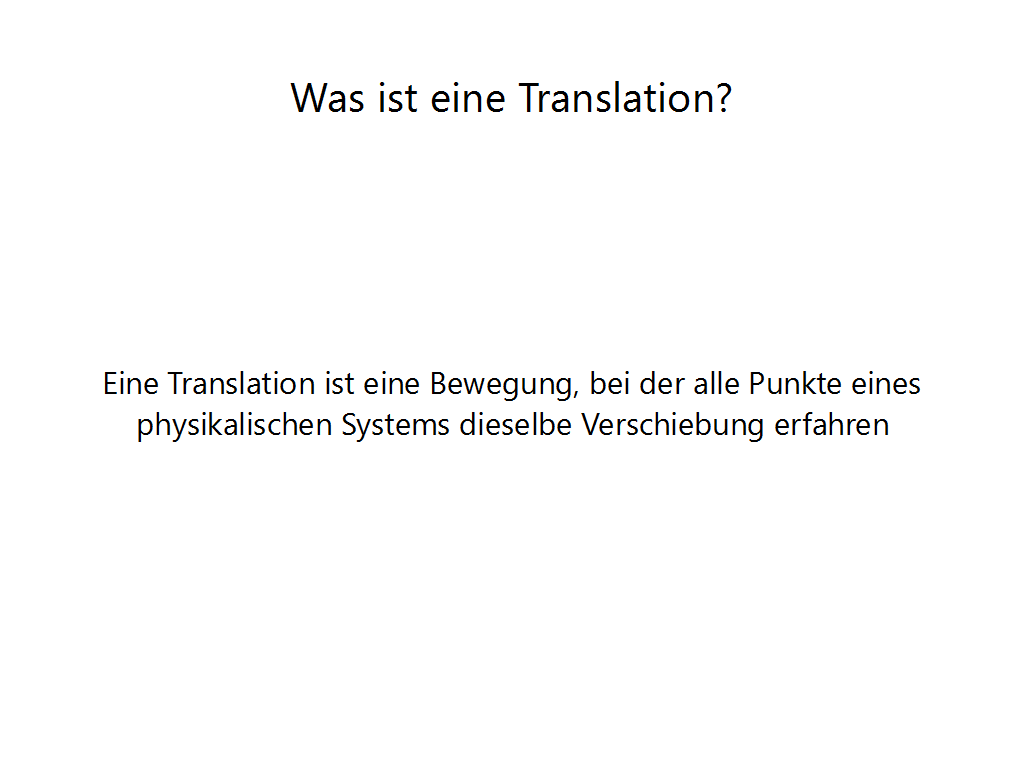 Was ist eine Translation?
Eine Translation ist eine Bewegung, bei der alle Punkte eines
physikalischen Systems dieselbe Verschiebung erfahren